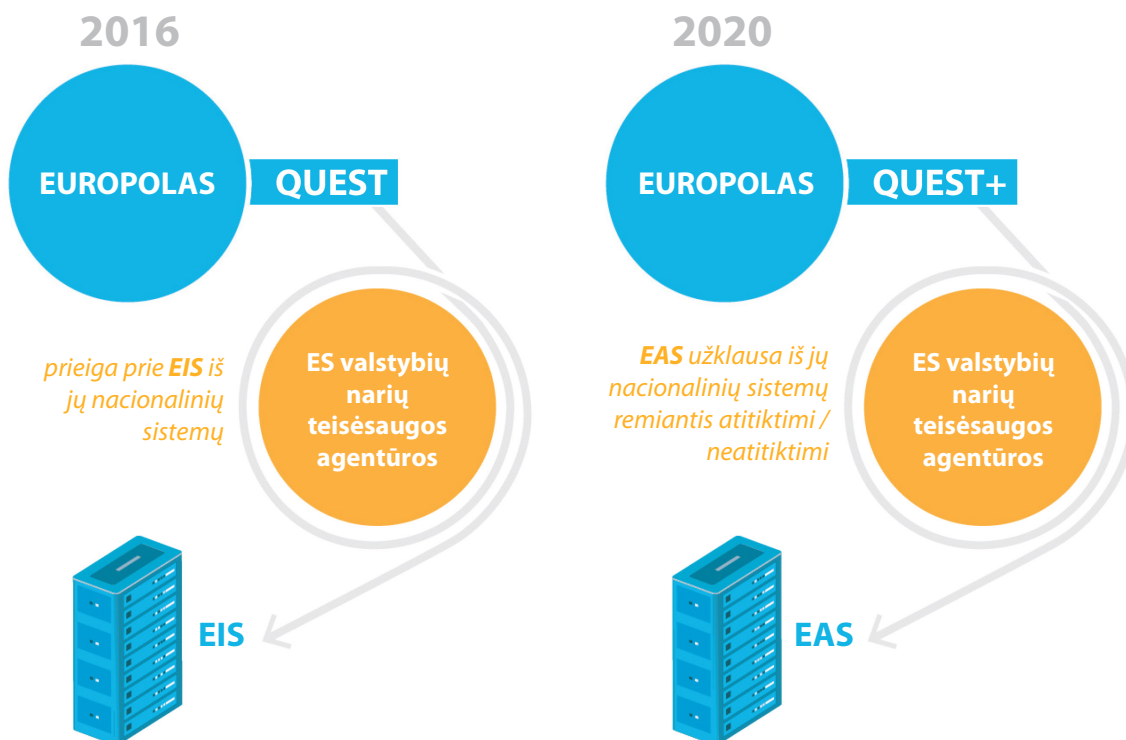 2016
EUROPOLAS
QUEST
prieiga prie EIS iš
jų nacionalinių
sistemų
ES valstybių
narių
teisėsaugos
agentūros
EIS
2020
EUROPOLAS
QUEST+
EAS užklausa iš jų
nacionalinių sistemų
remiantis atitiktimi /
neatitiktimi
ES valstybių
narių
teisėsaugos
agentūros
EAS